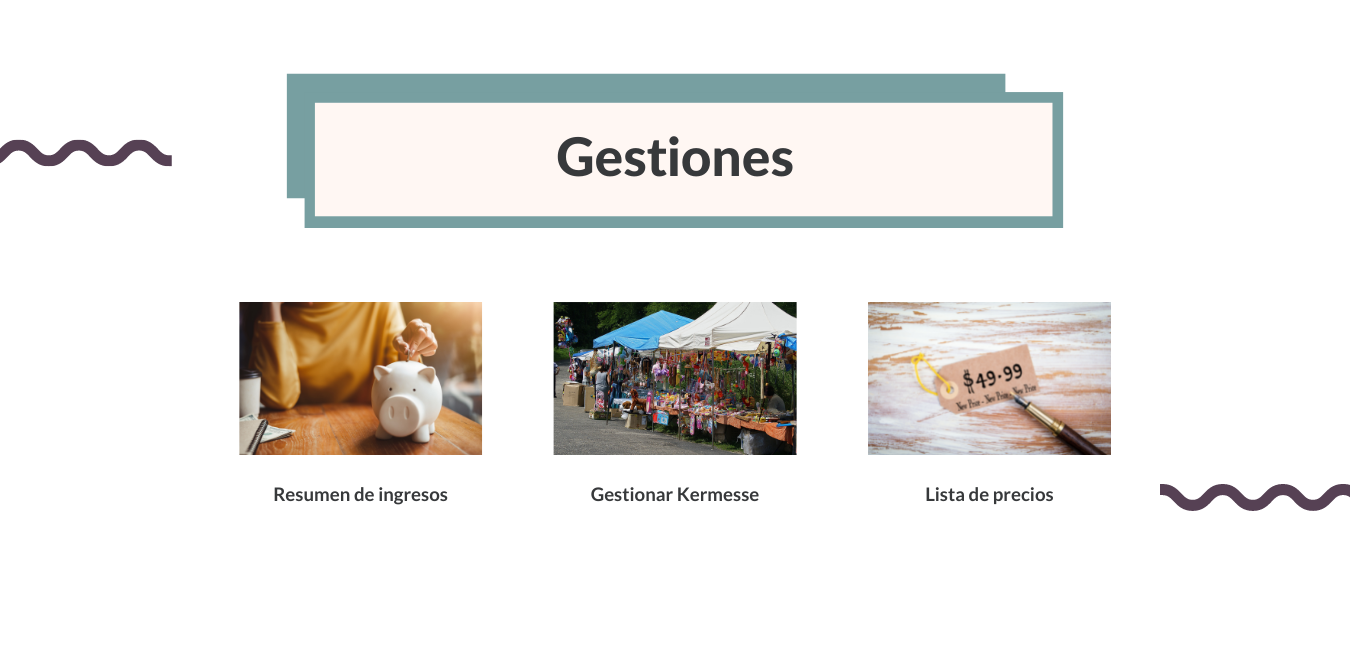 Gestiones
$49.99
New Price - New Price - New Price
Resumen de ingresos
Gestionar Kermesse
Lista de precios